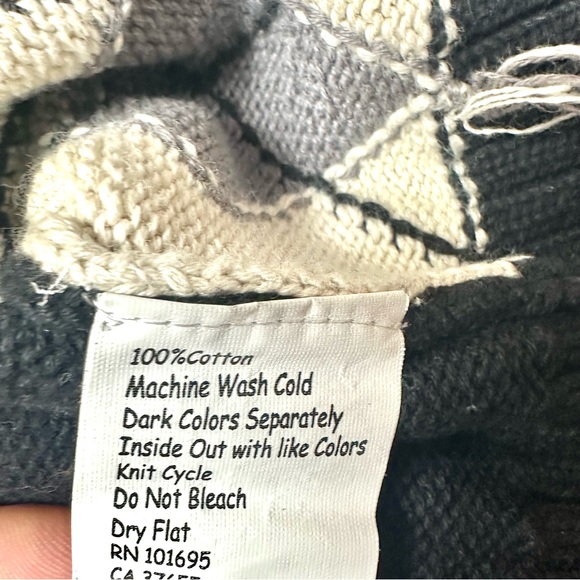 100%Cotton
Machine Wash Cold
Dark Colors Separately
Inside Out with like Colors
Knit Cycle
Do Not Bleach
Dry Flat
RN 101695
CA